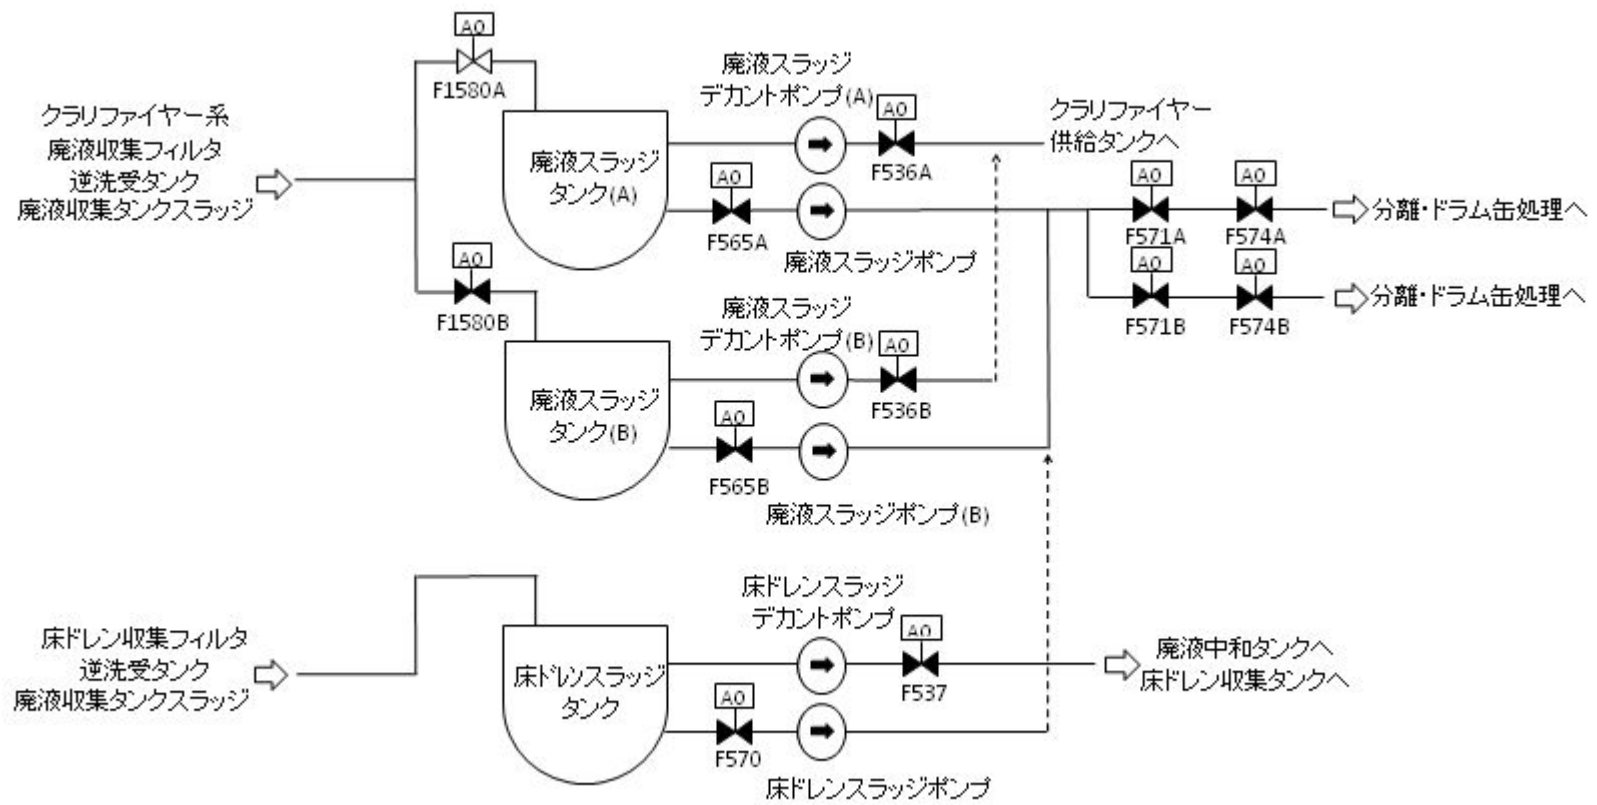 AO
F1580A
クラリファイヤー系
廃液収集フィルタ
逆洗受タンク
廃液収集タンクスラッジ
AO
F1580B
廃液スラッジ
タンク(A)
廃液スラッジ
デカントポンプ(A)
AO
F536A
クラリファイヤー
供給タンクへ
AO
F565A
廃液スラッジポンプ
AO
F571A
AO
F574A
分離・ドラム缶処理へ
AO
F571B
AO
F574B
分離・ドラム缶処理へ
廃液スラッジ
デカントポンプ(B)
AO
F536B
廃液スラッジ
タンク(B)
AO
F565B
廃液スラッジポンプ(B)
床ドレン収集フィルタ
逆洗受タンク
廃液収集タンクスラッジ
床ドレンスラッジ
タンク
床ドレンスラッジ
デカントポンプ
AO
F537
廃液中和タンクへ
床ドレン収集タンクへ
AO
F570
床ドレンスラッジポンプ